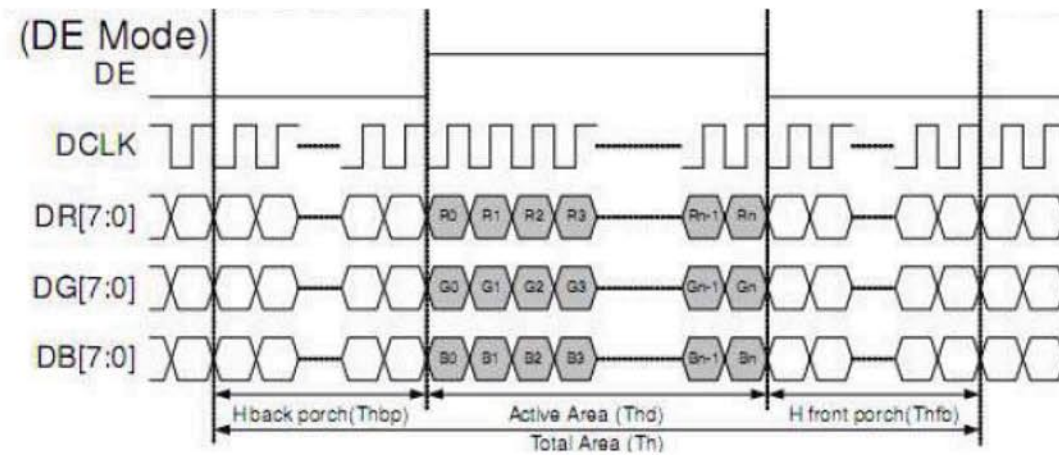 (DE Mode)
DE
DCLK
DR[7:0] R0 R1 R2 R3 Rn-1 Rn
DG[7:0] G0 G1 G2 G3 Gn-1 Gn
DB[7:0] B0 B1 B2 B3 Bn-1 Bn
H back porch(Thbp) Active Area (Thd) H front porch(Thfb)
Total Area (Th)